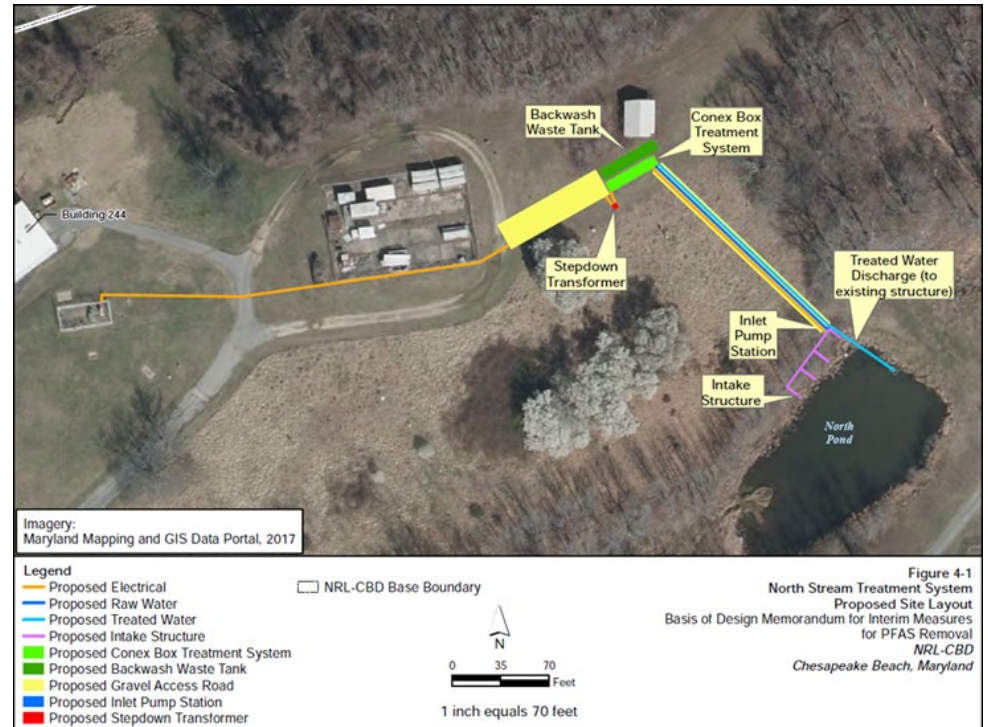 Backwash
Waste Tank
Conex Box
Treatment
System
Building 244
Stepdown
Transformer
Treated Water
Discharge (to
existing structure)
Inlet
Pump
Station
Intake
Structure
North
Pond
Imagery:
Maryland Mapping and GIS Data Portal, 2017
Legend
Proposed Electrical
Proposed Raw Water
Proposed Treated Water
Proposed Intake Structure
Proposed Conex Box Treatment System
Proposed Backwash Waste Tank
Proposed Gravel Access Road
Proposed Inlet Pump Station
Proposed Stepdown Transformer
NRL-CBD Base Boundary
N
0 35 70
Feet
1 inch equals 70 feet
Figure 4-1
North Stream Treatment System
Proposed Site Layout
Basis of Design Memorandum for Interim Measures
for PFAS Removal
NRL-CBD
Chesapeake Beach, Maryland